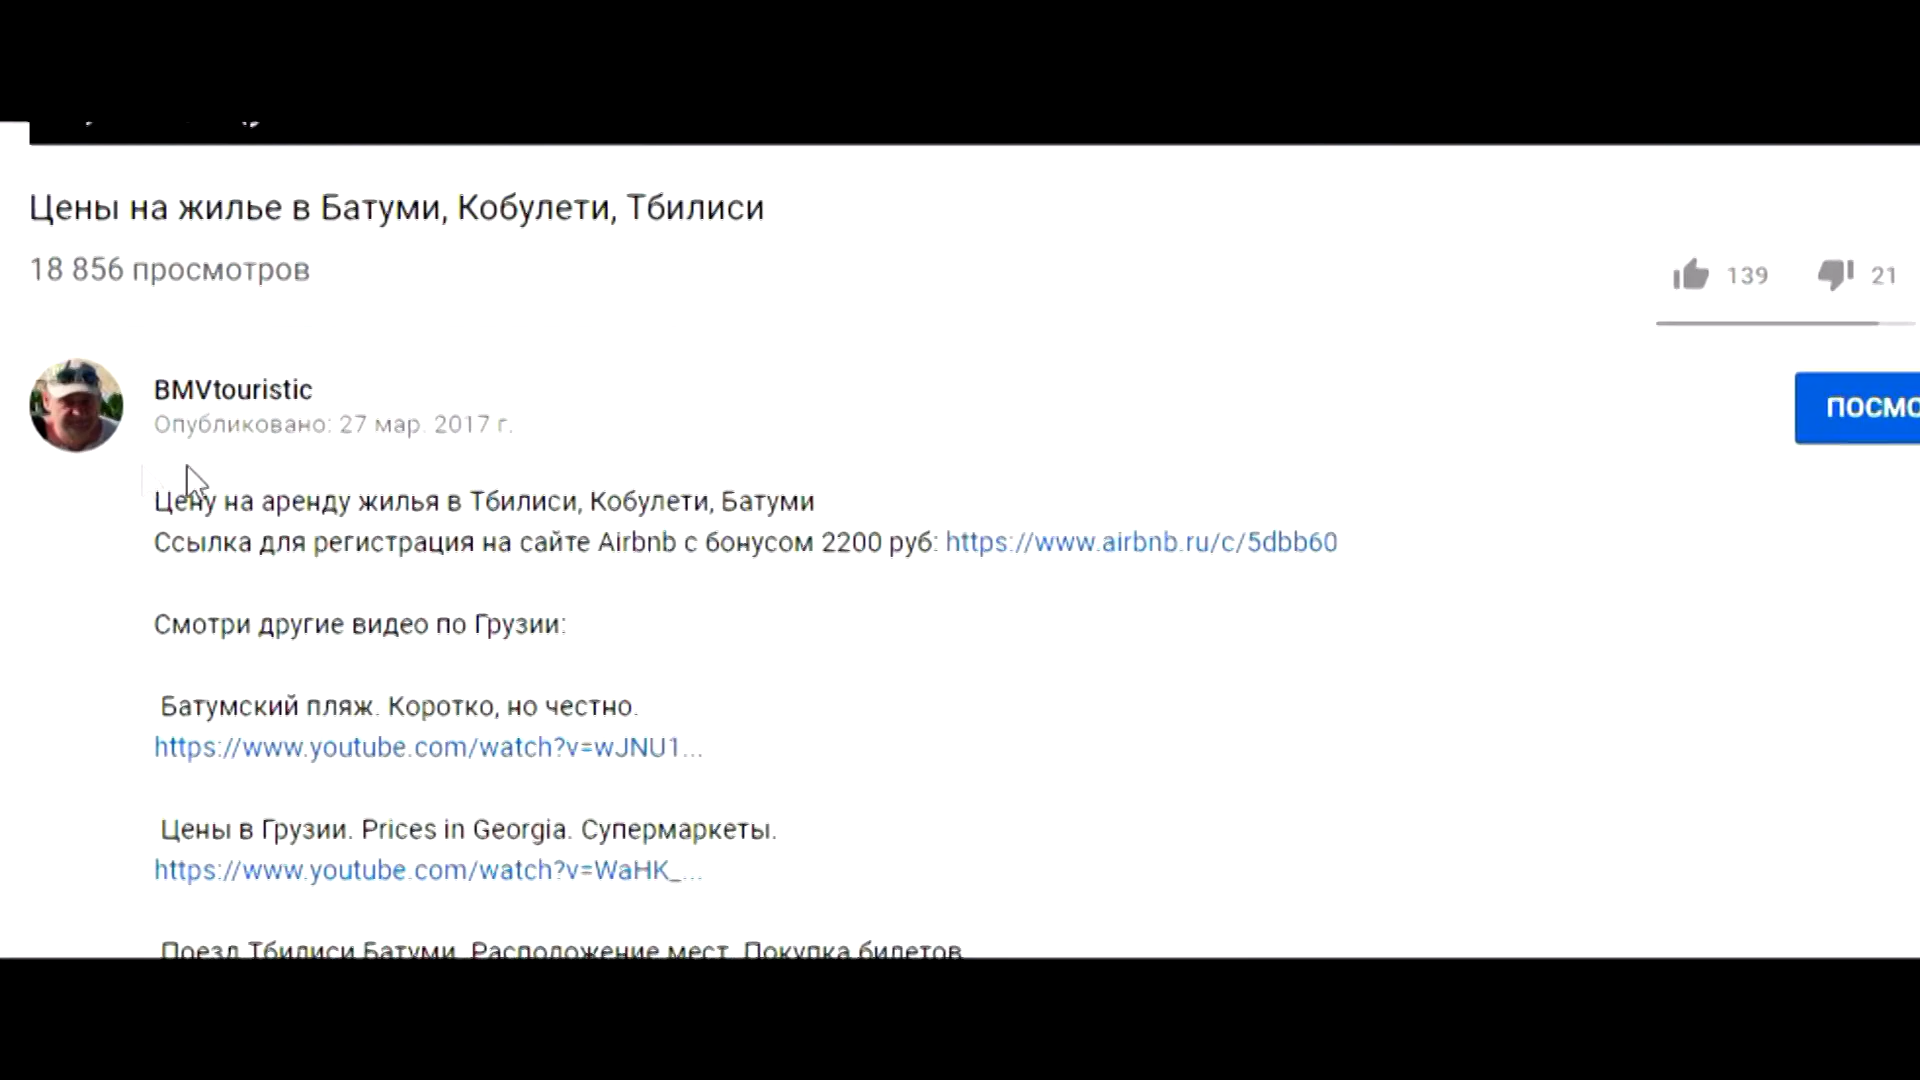 Цены на жилье в Батуми, Кобулети, Тбилиси
18 856 просмотров
139
21
BMVtouristic
Опубликовано: 27 мар. 2017 г.
ПОСМО
Цену на аренду жилья в Тбилиси, Кобулети, Батуми
Ссылка для регистрация на сайте Airbnb с бонусом 2200 руб: https://www.airbnb.ru/c/5dbb60
Смотри другие видео по Грузии:
Батумский пляж. Коротко, но честно.
https://www.youtube.com/watch?v=wJNU1...
Цены в Грузии. Prices in Georgia. Супермаркеты.
https://www.youtube.com/watch?v=WaHK_...
Поезд Тбилиси Батуми. Расположение мест. Покупка билетов